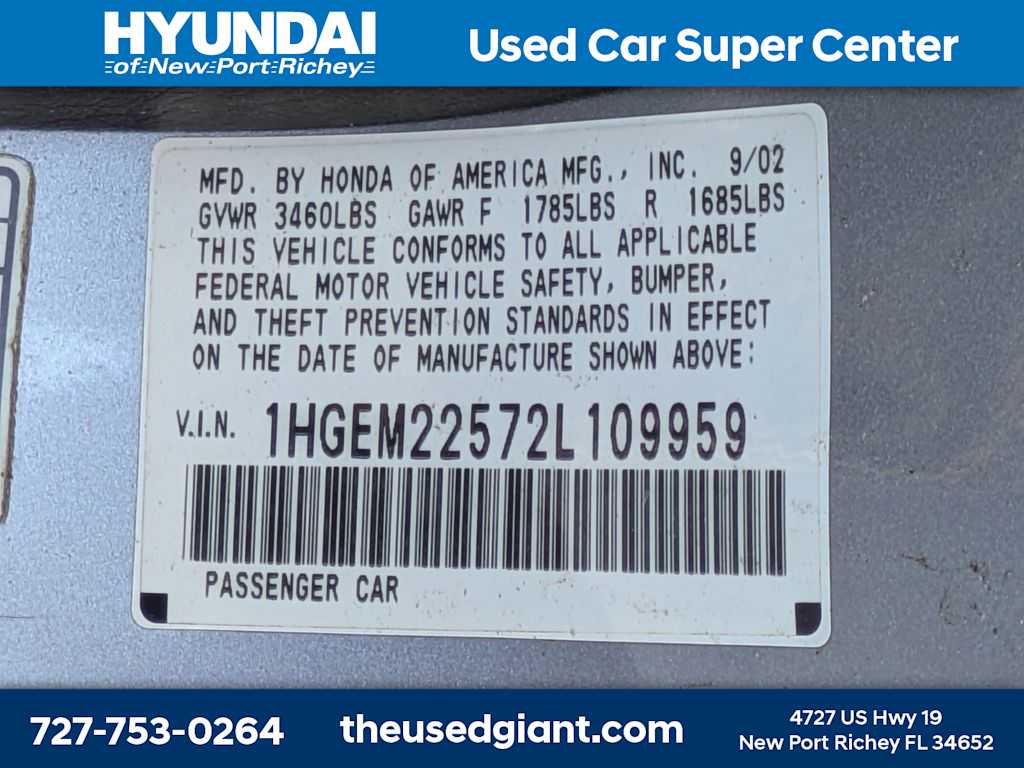 HYUNDAI
of New Port Richey
Used Car Super Center
MFD. BY HONDA OF AMERICA MFG., INC. 9/02
GVWR 3460LBS GAWR F 1785LBS R 1685LBS
THIS VEHICLE CONFORMS TO ALL APPLICABLE
FEDERAL MOTOR VEHICLE SAFETY, BUMPER,
AND THEFT PREVENTION STANDARDS IN EFFECT
ON THE DATE OF MANUFACTURE SHOWN ABOVE:
V.I.N. 1HGEM22572L109959
PASSENGER CAR
727-753-0264
theusedgiant.com
4727 US Hwy 19
New Port Richey FL 34652